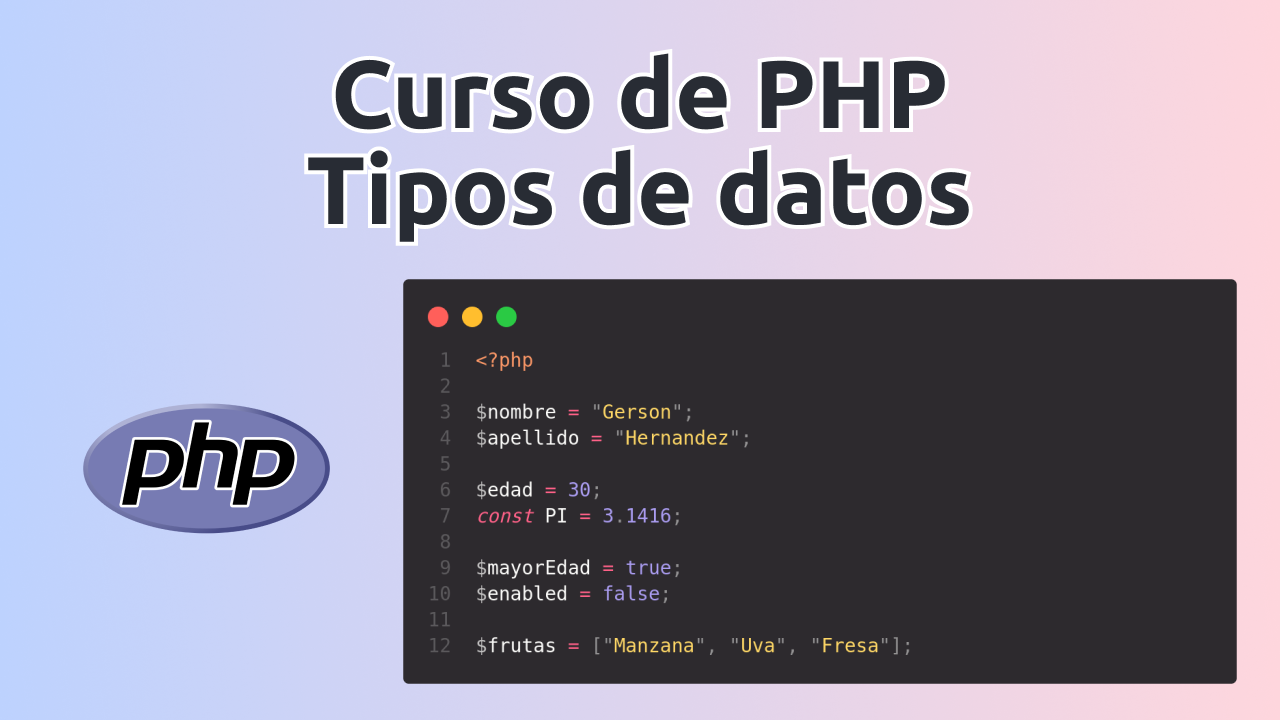 Curso de PHP
Tipos de datos
php
1 <?php
2
3 $nombre = "Gerson";
4 $apellido = "Hernandez";
5
6 $edad = 30;
7 const PI = 3.1416;
8
9 $mayorEdad = true;
10 $enabled = false;
11
12 $frutas = ["Manzana", "Uva", "Fresa"];